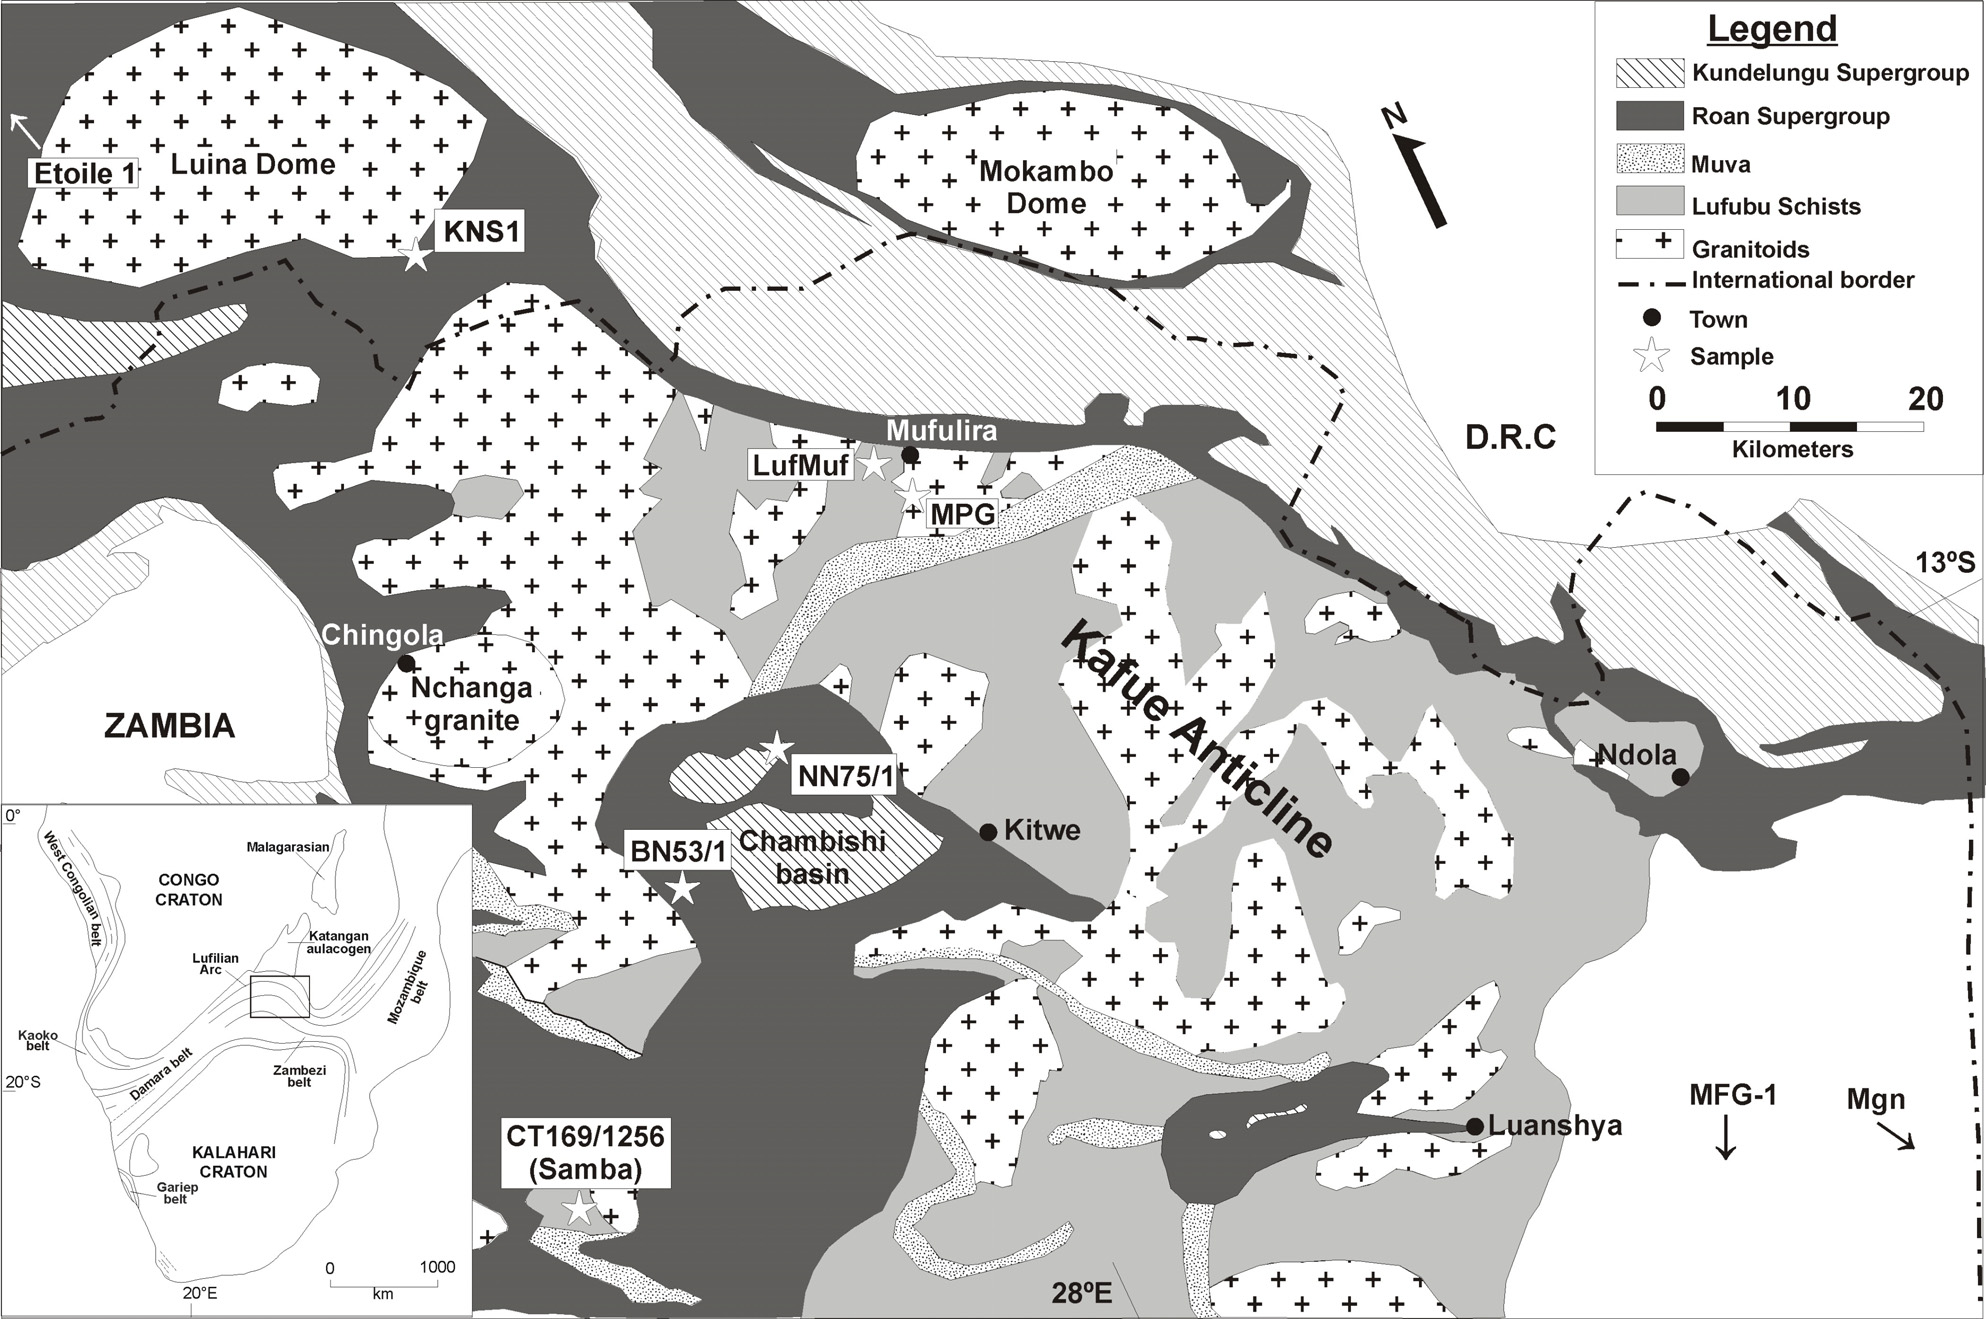 Legend
Kundelungu Supergroup
Roan Supergroup
Muva
Lufubu Schists
Granitoids
International border
Town
Sample
0 10 20
Kilometers
N
Luina Dome
Etoile 1
KNS1
Mokambo
Dome
D.R.C
13ºS
Mufulira
LufMuf
MPG
Chingola
Nchanga
granite
ZAMBIA
Kafue Anticline
Ndola
NN75/1
Kitwe
BN53/1
Chambishi
basin
CT169/1256
(Samba)
Luanshya
MFG-1
Mgn
28ºE
0°
West Congolian belt
CONGO
CRATON
Malagarasian
Katangan
aulacogen
Lufilian
Arc
Mozambique
belt
Kaoko
belt
20°S
Damara belt
Zambezi
belt
KALAHARI
CRATON
Gariep
belt
0 1000
km
20°E